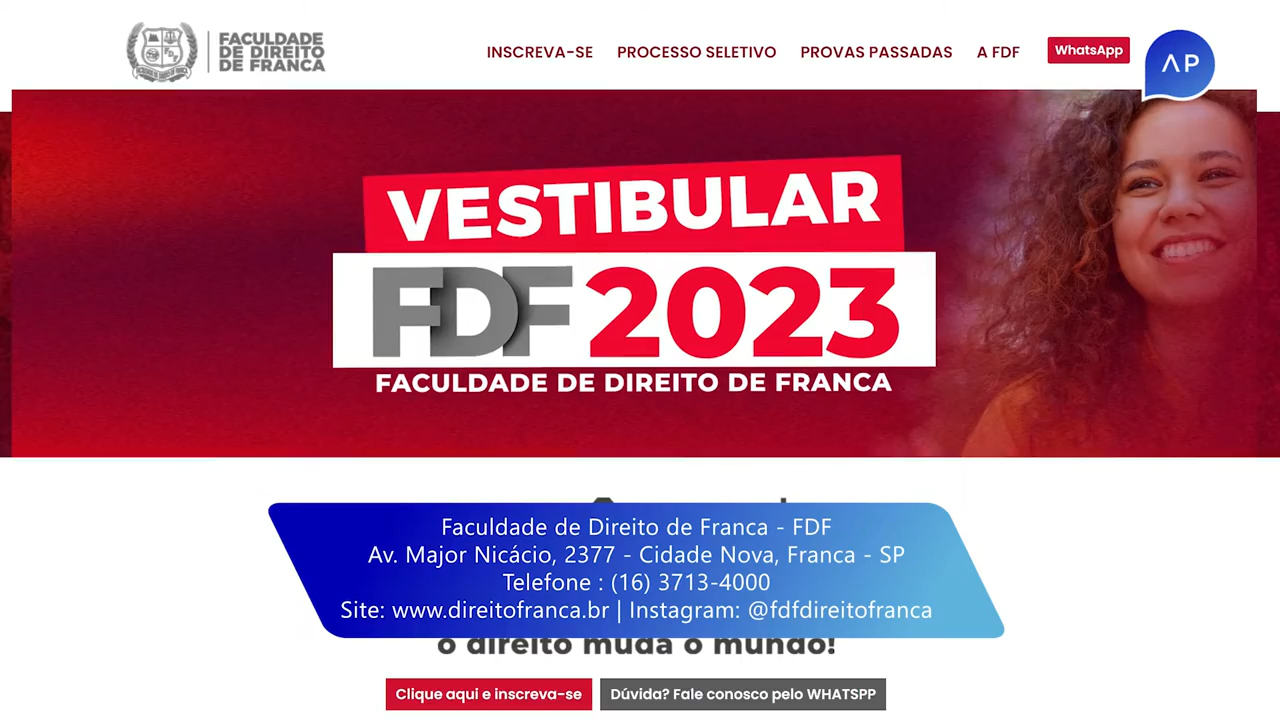 FACULDADE
DE DIREITO
DE FRANCA
INSCREVA-SE
PROCESSO SELETIVO
PROVAS PASSADAS
A FDF
WhatsApp
AP
VESTIBULAR
FDF 2023
FACULDADE DE DIREITO DE FRANCA
Faculdade de Direito de Franca - FDF
Av. Major Nicácio, 2377 - Cidade Nova, Franca - SP
Telefone : (16) 3713-4000
Site: www.direitofranca.br | Instagram: @fdfdireitofranca
o direito muda o mundo!
Clique aqui e inscreva-se
Dúvida? Fale conosco pelo WHATSPP